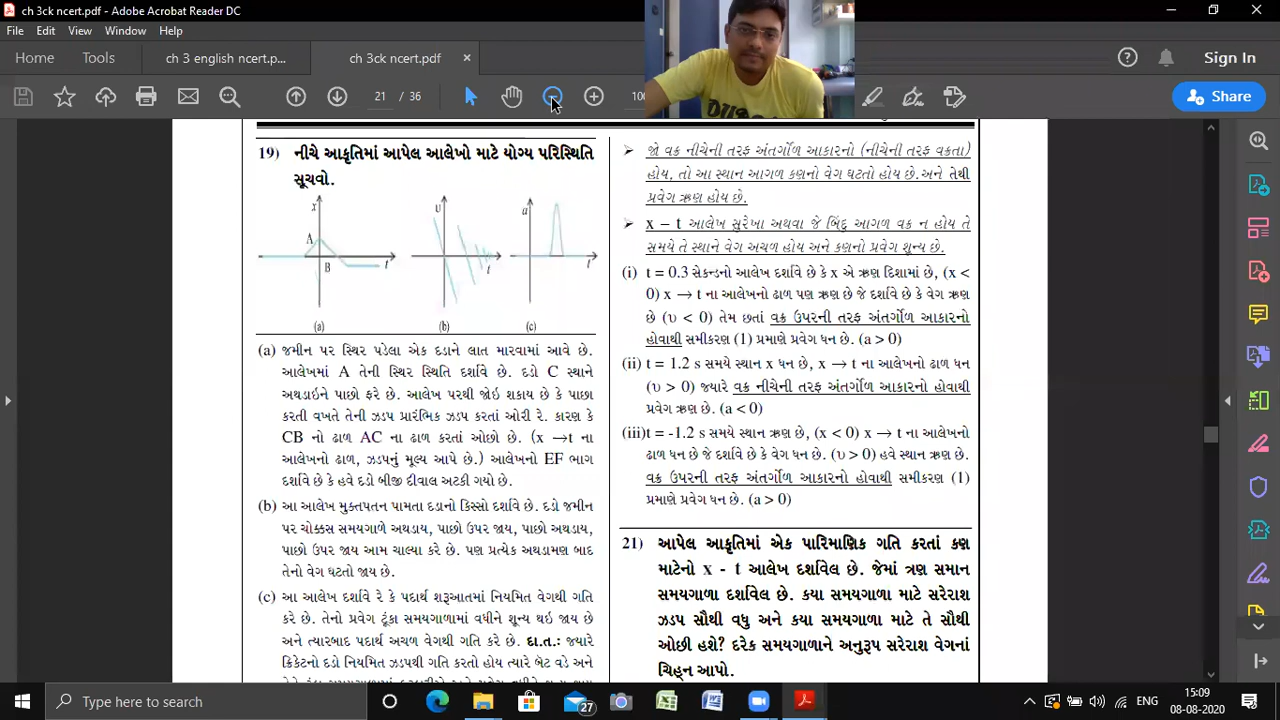 ch 3ck ncert.pdf - Adobe Acrobat Reader DC
File Edit View Window Help
Home Tools ch 3 english ncert.p... ch 3ck ncert.pdf × Sign In
21 / 36 Share
19) નીચે આકૃતિમાં આપેલ આલેખો માટે યોગ્ય પરિસ્થિતિ
સૂચવો.
x A B t υ t a t
(a) (b) (c)
(a) જમીન પર સ્થિર પડેલા એક દડાને લાત મારવામાં આવે છે.
આલેખમાં A તેની સ્થિર સ્થિતિ દર્શાવે છે. દડો C સ્થાને
અથડાઇને પાછો ફરે છે. આલેખ પરથી જોઇ શકાય છે કે પાછા
કરતી વખતે તેની ઝડપ પ્રારંભિક ઝડપ કરતાં ઓરી રે. કારણ કે
CB નો ઢાળ AC ના ઢાળ કરતાં ઓછો છે. (x →t ના
આલેખનો ઢાળ, ઝડપનું મૂલ્ય આપે છે.) આલેખનો EF ભાગ
દર્શાવે છે કે હવે દડો બીજી દીવાલ અટકી ગયો છે.
(b) આ આલેખ મુક્તપતન પામતા દડાનો કિસ્સો દર્શાવે છે. દડો જમીન
પર ચોક્કસ સમયગાળે અથડાય, પાછો ઉપર જાય, પાછો અથડાય,
પાછો ઉપર જાય આમ ચાલ્યા કરે છે. પણ પ્રત્યેક અથડામણ બાદ
તેનો વેગ ઘટતો જાય છે.
(c) આ આલેખ દર્શાવે રે કે પદાર્થ શરૂઆતમાં નિયમિત વેગથી ગતિ
કરે છે. તેનો પ્રવેગ ટૂંકા સમયગાળામાં વધીને શૂન્ય થઇ જાય છે
અને ત્યારબાદ પદાર્થ અચળ વેગથી ગતિ કરે છે. દા.ત.: જ્યારે
ક્રિકેટનો દડો નિયમિત ઝડપથી ગતિ કરતો હોય ત્યારે બેટ વડે અને
➢ જો વક્ર નીચેની તરફ અંતર્ગોળ આકારનો (નીચેની તરફ વક્રતા)
હોય, તો આ સ્થાન આગળ કણનો વેગ ઘટતો હોય છે.અને તેથી
પ્રવેગ ઋણ હોય છે.
➢ x – t આલેખ સુરેખા અથવા જે બિંદુ આગળ વક્ર ન હોય તે
સમયે તે સ્થાને વેગ અચળ હોય અને કણનો પ્રવેગ શૂન્ય છે.
(i) t = 0.3 સેકન્ડનો આલેખ દર્શાવે છે કે x એ ઋણ દિશામાં છે, (x <
0) x → t ના આલેખનો ઢાળ પણ ઋણ છે જે દર્શાવે છે કે વેગ ઋણ
છે (υ < 0) તેમ છતાં વક્ર ઉપરની તરફ અંતર્ગોળ આકારનો
હોવાથી સમીકરણ (1) પ્રમાણે પ્રવેગ ધન છે. (a > 0)
(ii) t = 1.2 s સમયે સ્થાન x ધન છે, x → t ના આલેખનો ઢાળ ધન
(υ > 0) જ્યારે વક્ર નીચેની તરફ અંતર્ગોળ આકારનો હોવાથી
પ્રવેગ ઋણ છે. (a < 0)
(iii)t = -1.2 s સમયે સ્થાન ઋણ છે, (x < 0) x → t ના આલેખનો
ઢાળ ધન છે જે દર્શાવે છે કે વેગ ધન છે. (υ > 0) હવે સ્થાન ઋણ છે.
વક્ર ઉપરની તરફ અંતર્ગોળ આકારનો હોવાથી સમીકરણ (1)
પ્રમાણે પ્રવેગ ધન છે. (a > 0)
21) આપેલ આકૃતિમાં એક પારિમાણિક ગતિ કરતાં કણ
માટેનો x - t આલેખ દર્શાવેલ છે. જેમાં ત્રણ સમાન
સમયગાળા દર્શાવેલ છે. કયા સમયગાળા માટે સરેરાશ
ઝડપ સૌથી વધુ અને કયા સમયગાળા માટે તે સૌથી
ઓછી હશે? દરેક સમયગાળાને અનુરૂપ સરેરાશ વેગનાં
ચિહ્ન આપો.
Type here to search 27 ENG 15:09
08-08-2020